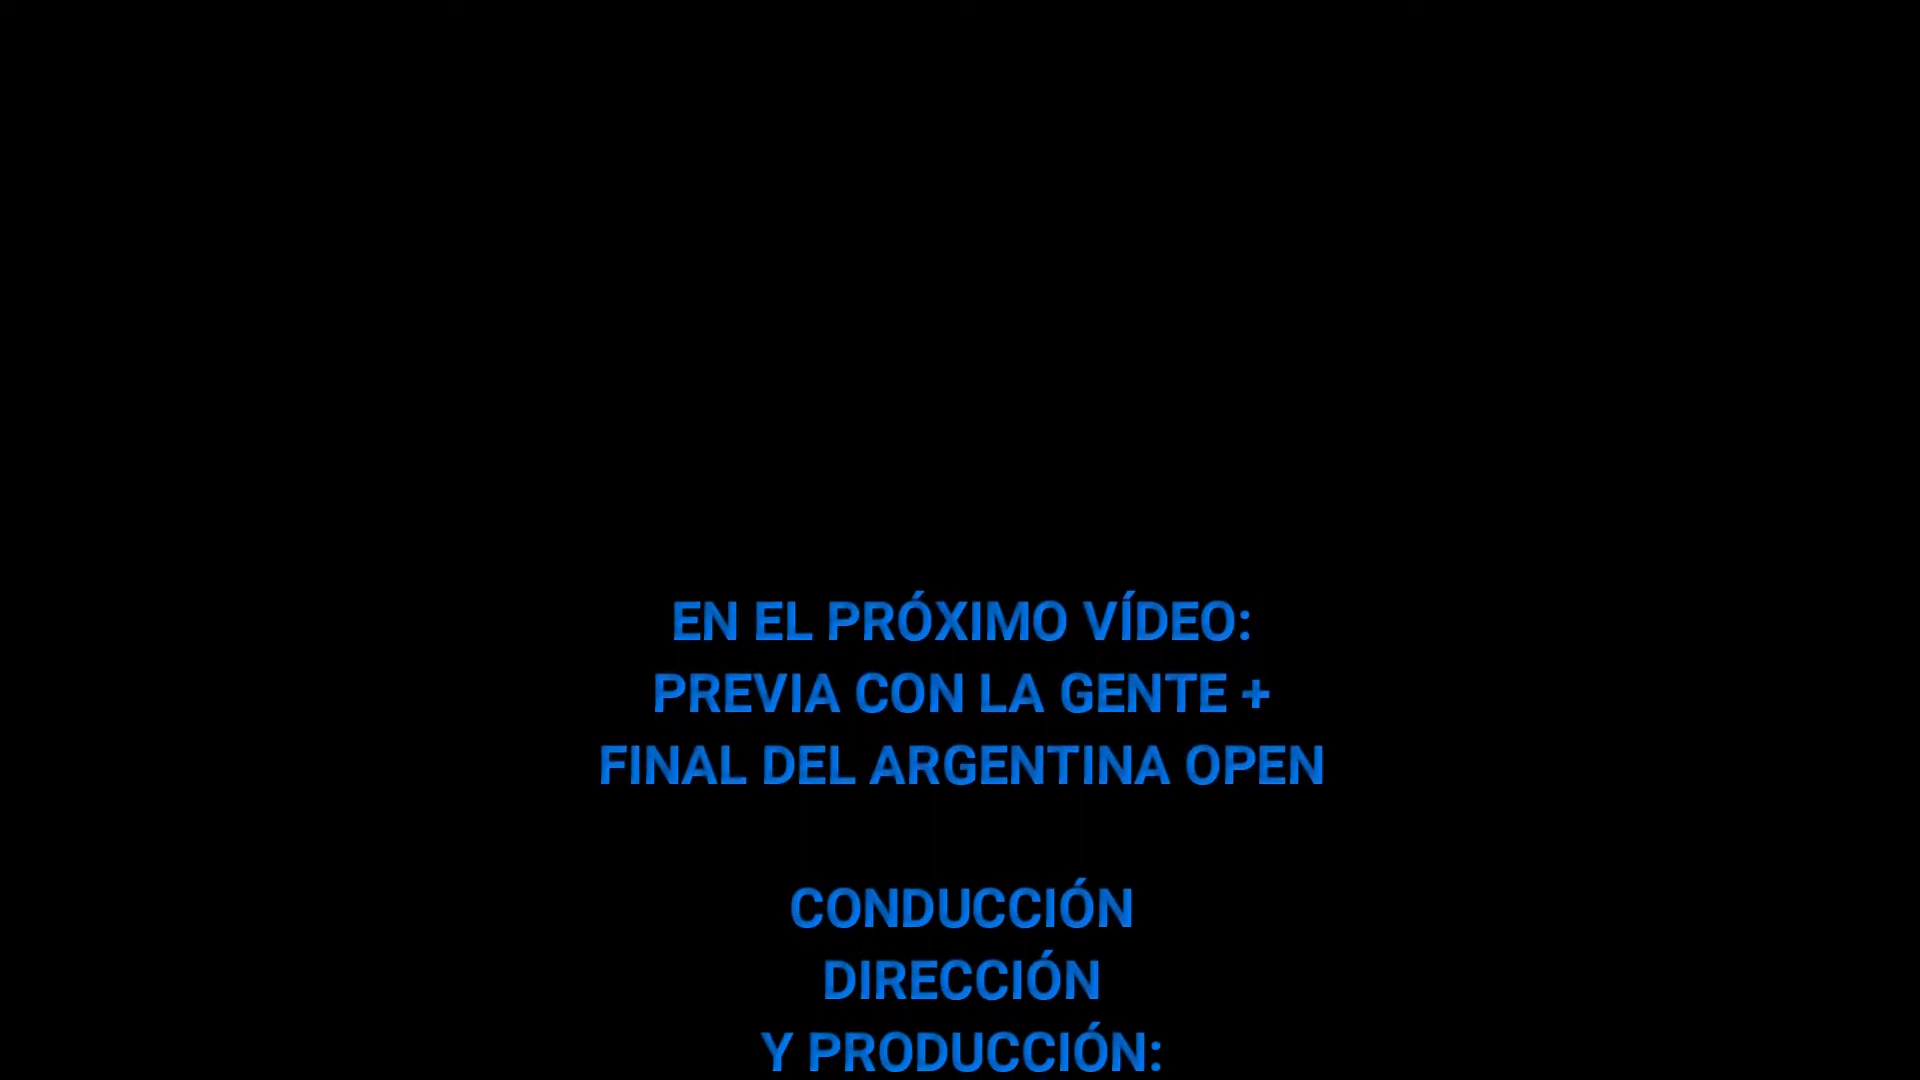 EN EL PRÓXIMO VÍDEO:
PREVIA CON LA GENTE +
FINAL DEL ARGENTINA OPEN
CONDUCCIÓN
DIRECCIÓN
Y PRODUCCIÓN: